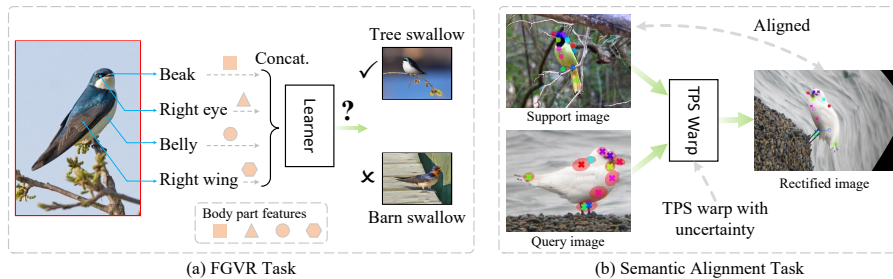 Beak
Right eye
Belly
Right wing
Concat.
Learner
?
Tree swallow
Barn swallow
Body part features
(a) FGVR Task
Support image
Query image
TPS Warp
Aligned
Rectified image
TPS warp with
uncertainty
(b) Semantic Alignment Task